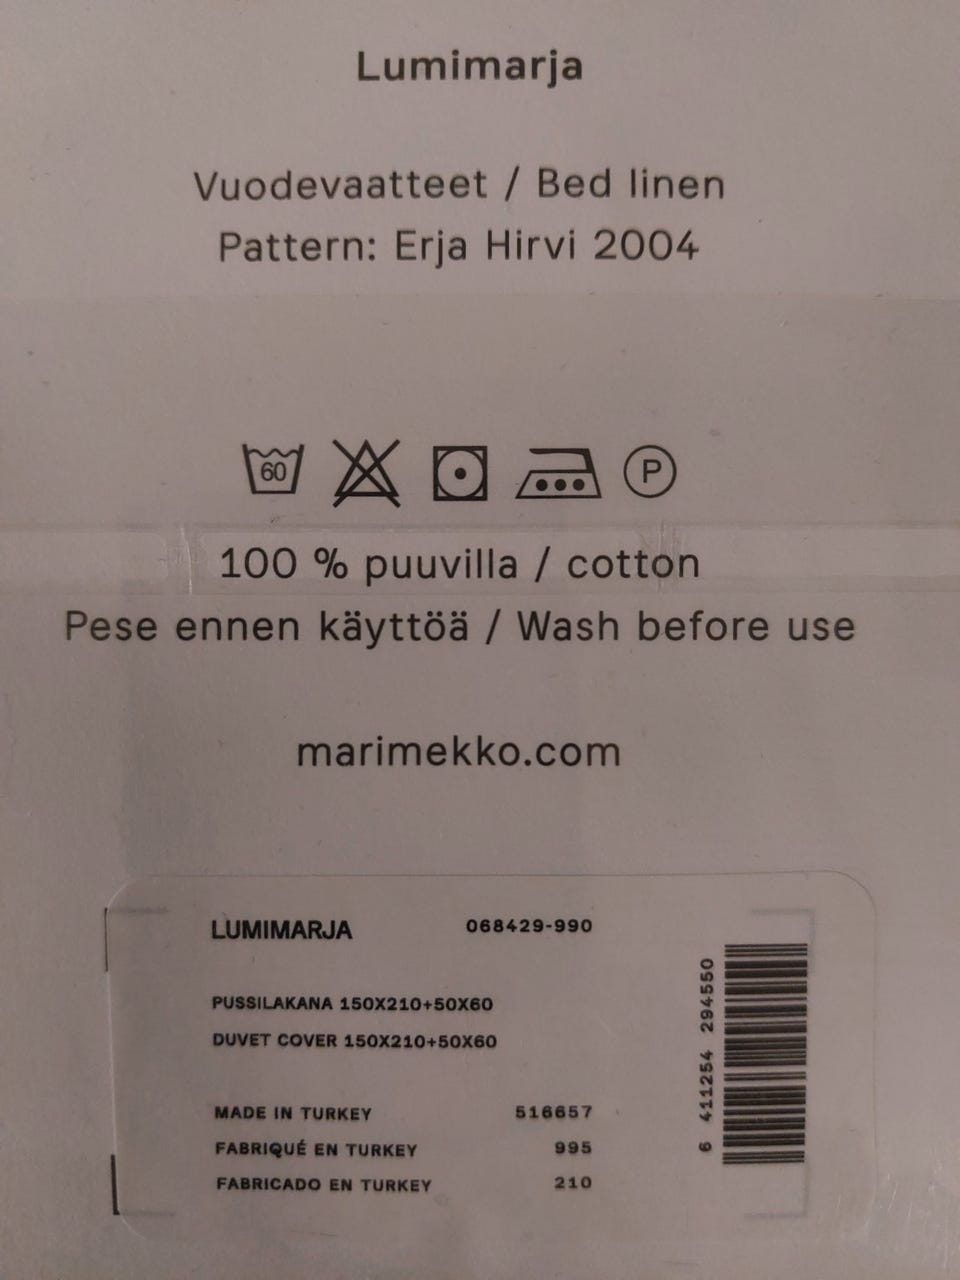 Lumimarja
Vuodevaatteet / Bed linen
Pattern: Erja Hirvi 2004
60 P
100 % puuvilla / cotton
Pese ennen käyttöä / Wash before use
marimekko.com
LUMIMARJA 068429-990
PUSSILAKANA 150X210+50X60
DUVET COVER 150X210+50X60
MADE IN TURKEY 516657
FABRIQUÉ EN TURKEY 995
FABRICADO EN TURKEY 210
6 411254 294550